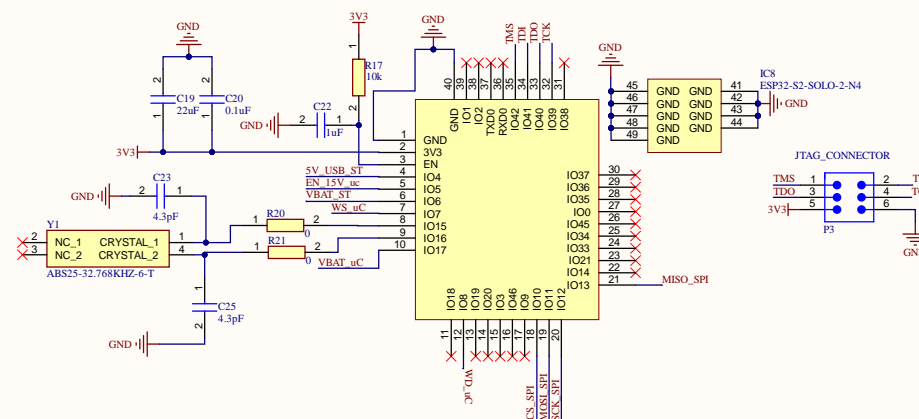 3V3
GND
GND
GND
TMS
TDI
TDO
TCK
1
R17
10k
2
2
2
C19
22uF
C20
0.1uF
1
1
C22
2
1
1uF
GND
3V3
40
39
38
37
36
35
34
33
32
31
GND
IO1
IO2
TXD0
RXD0
IO42
IO41
IO40
IO39
IO38
1
2
3
4
5
6
7
8
9
10
GND
3V3
EN
IO4
IO5
IO6
IO7
IO15
IO16
IO17
5V_USB_ST
EN_15V_uc
VBAT_ST
WS_uC
VBAT_uC
IO37
IO36
IO35
IO0
IO45
IO34
IO33
IO21
IO14
IO13
30
29
28
27
26
25
24
23
22
21
MISO_SPI
IO18
IO8
IO19
IO20
IO3
IO46
IO9
IO10
IO11
IO12
11
12
13
14
15
16
17
18
19
20
WD_uC
CS_SPI
MOSI_SPI
SCK_SPI
GND
C23
2
1
4.3pF
Y1
2
3
NC_1
NC_2
CRYSTAL_1
CRYSTAL_2
1
4
ABS25-32.768KHZ-6-T
R20
1
2
0
R21
1
2
0
1
C25
4.3pF
2
GND
IC8
ESP32-S2-SOLO-2-N4
45
46
47
48
49
GND
GND
GND
GND
GND
GND
GND
GND
GND
41
42
43
44
GND
JTAG_CONNECTOR
TMS
TDO
3V3
1
3
5
2
4
6
P3